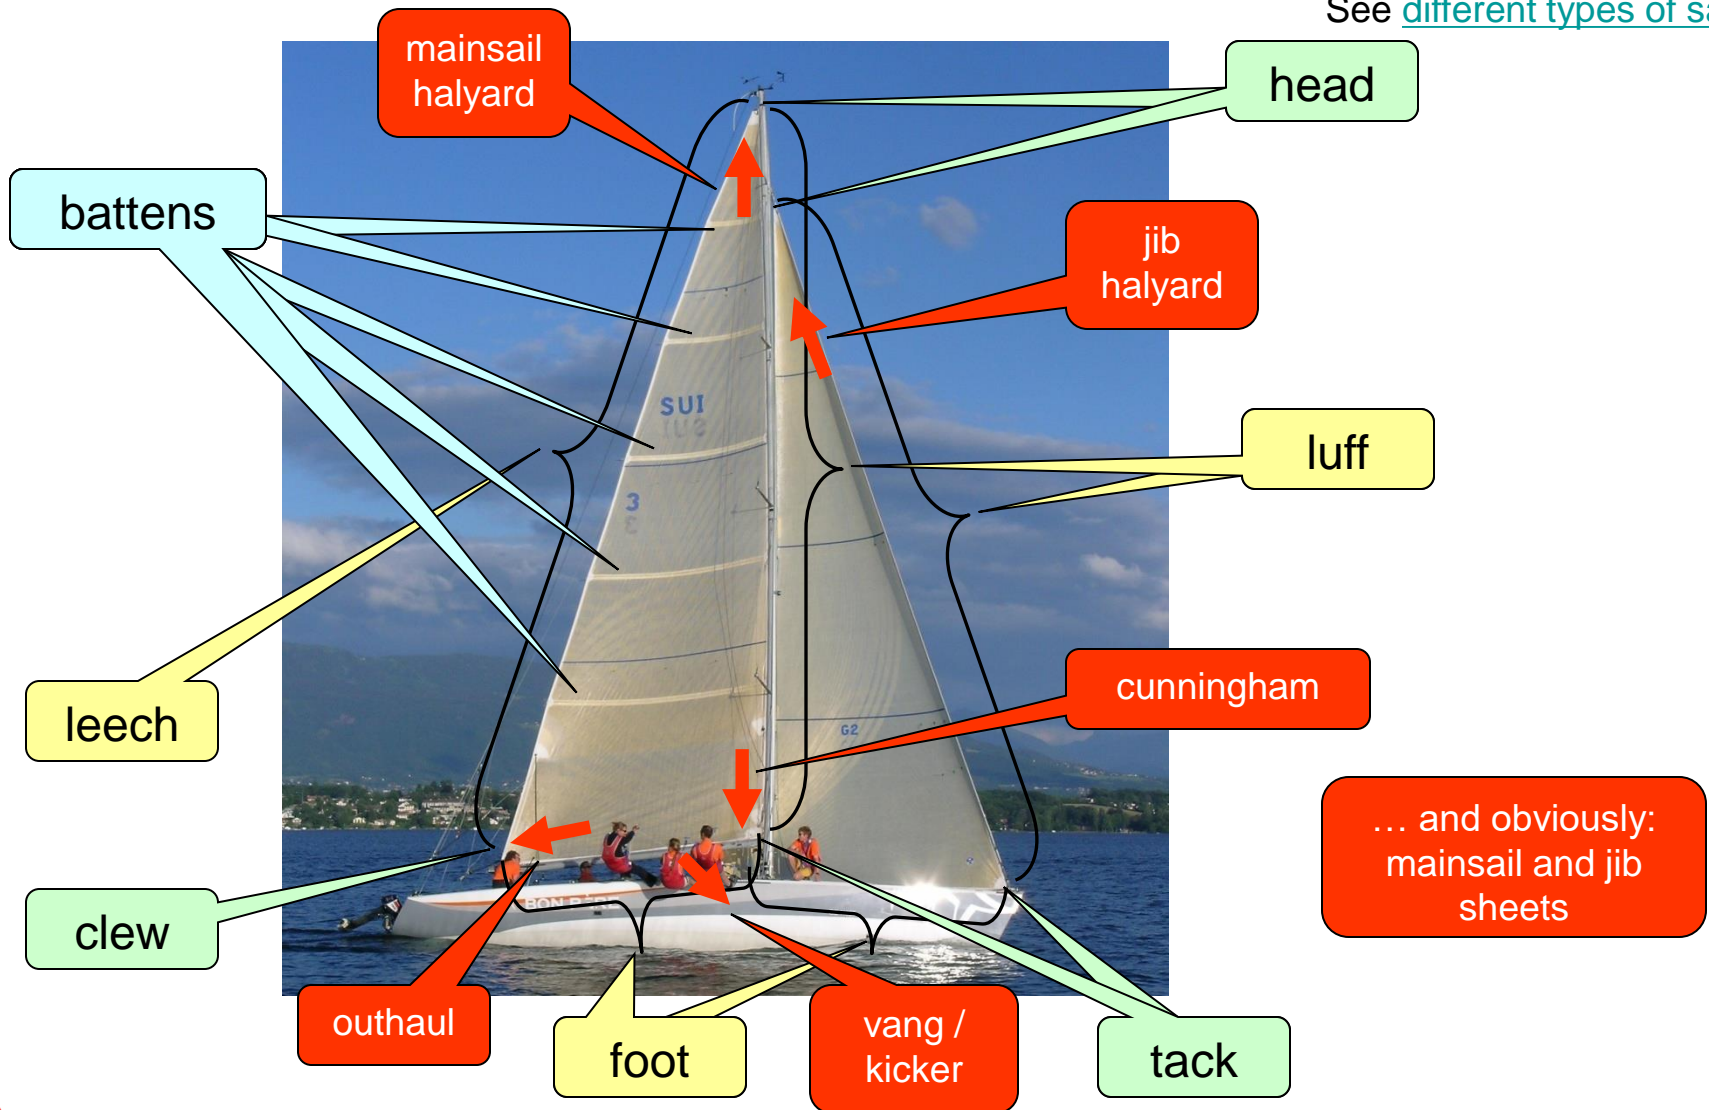 See different types of
mainsail
halyard
head
battens
jib
halyard
SUI
luff
3
cunningham
leech
G2
… and obviously:
mainsail and jib
sheets
BON
clew
outhaul
foot
vang /
kicker
tack